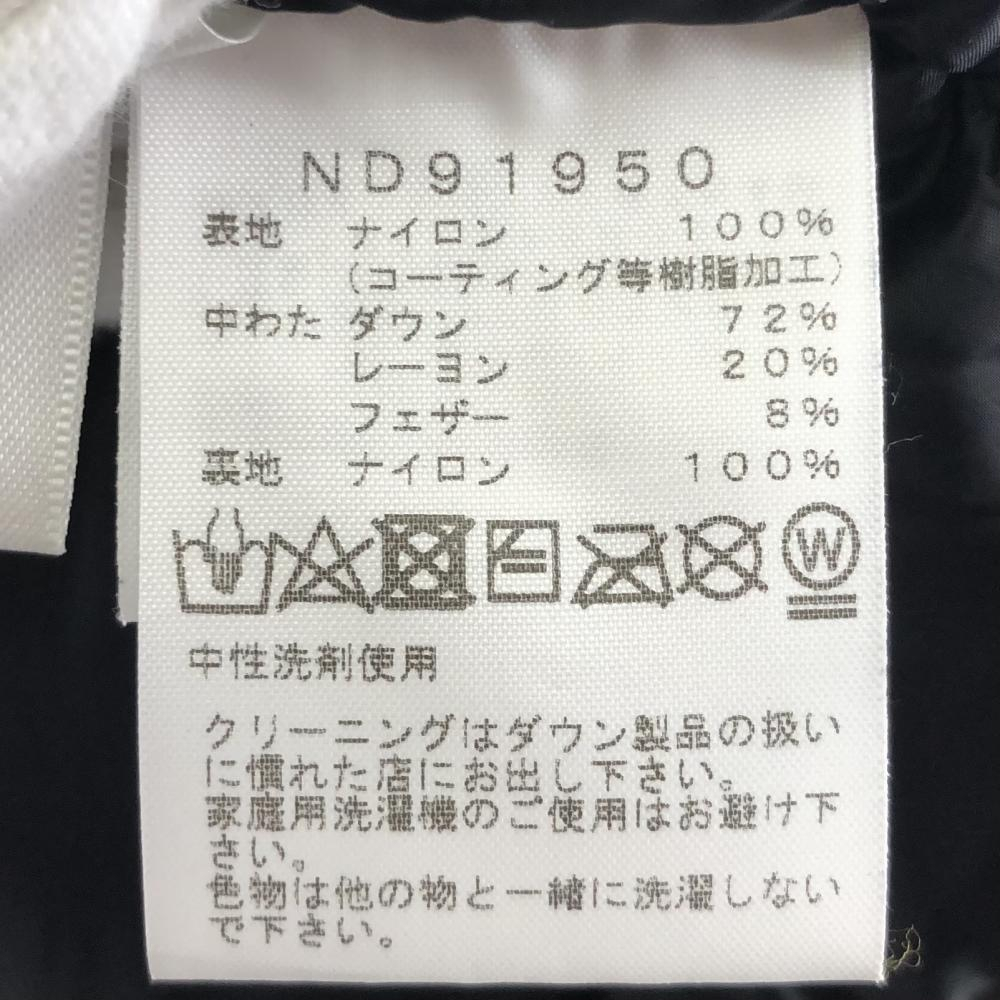 ND91950
表地 ナイロン 100%
(コーティング等樹脂加工)
中わた ダウン 72%
レーヨン 20%
フェザー 8%
裏地 ナイロン 100%
W
中性洗剤使用
クリーニングはダウン製品の扱い
に慣れた店にお出し下さい。
家庭用洗濯機のご使用はお避け下
さい。
色物は他の物と一緒に洗濯しない
で下さい。